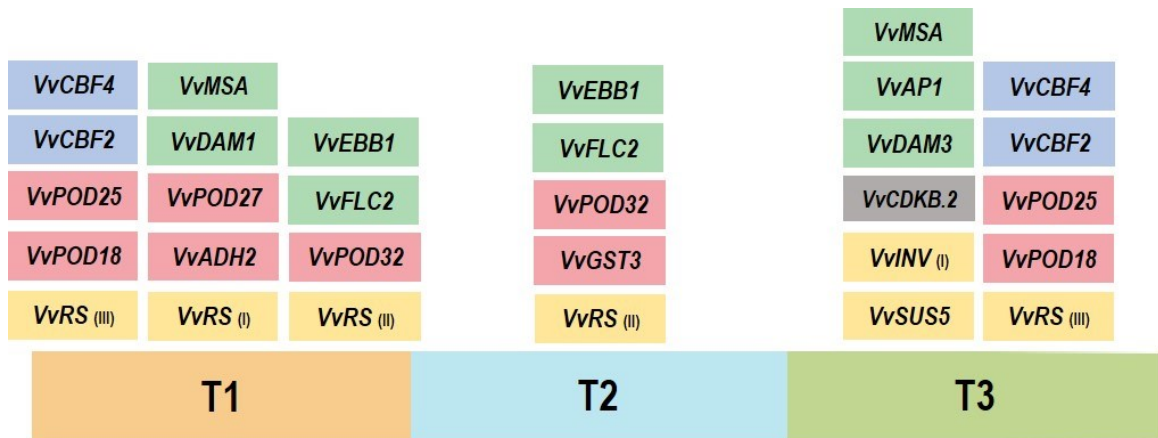 VvMSA
VvCBF4 VvMSA VvEBB1 VvAP1 VvCBF4
VvCBF2 VvDAM1 VvEBB1 VvFLC2 VvDAM3 VvCBF2
VvPOD25 VvPOD27 VvFLC2 VvPOD32 VvCDKB.2 VvPOD25
VvPOD18 VvADH2 VvPOD32 VvGST3 VvINV (I) VvPOD18
VvRS (III) VvRS (I) VvRS (II) VvRS (II) VvSUS5 VvRS (III)
T1 T2 T3